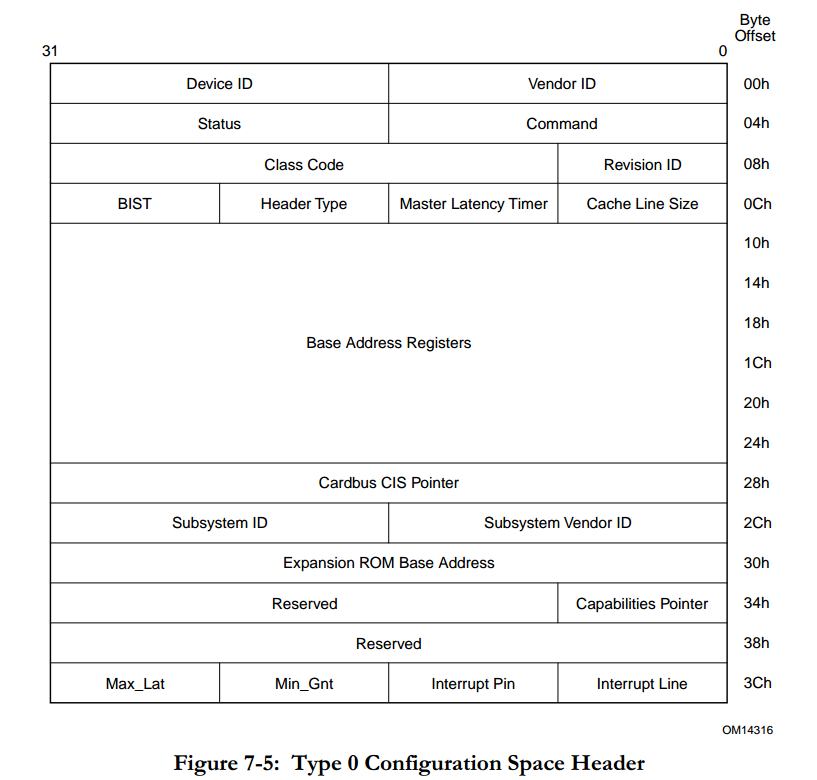 Byte
Offset
31 0
Device ID Vendor ID 00h
Status Command 04h
Class Code Revision ID 08h
BIST Header Type Master Latency Timer Cache Line Size 0Ch
10h
14h
18h
Base Address Registers
1Ch
20h
24h
Cardbus CIS Pointer 28h
Subsystem ID Subsystem Vendor ID 2Ch
Expansion ROM Base Address 30h
Reserved Capabilities Pointer 34h
Reserved 38h
Max_Lat Min_Gnt Interrupt Pin Interrupt Line 3Ch
OM14316
Figure 7-5: Type 0 Configuration Space Header